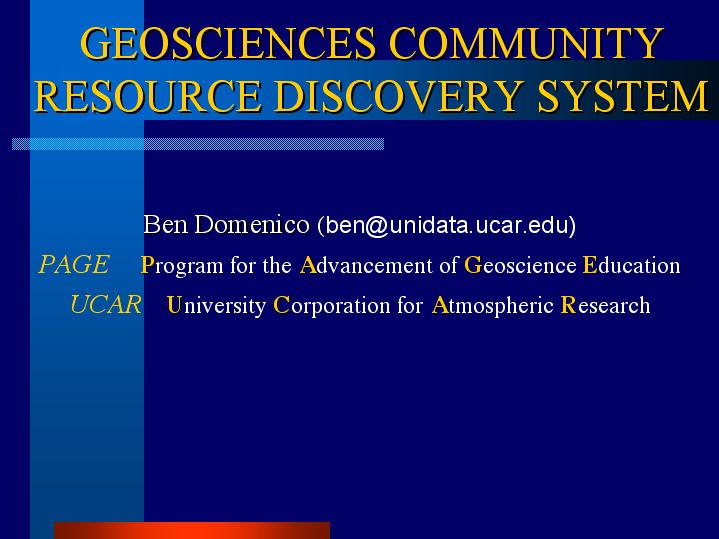 GEOSCIENCES COMMUNITY
RESOURCE DISCOVERY SYSTEM
Ben Domenico (ben@unidata.ucar.edu)
PAGE Program for the Advancement of Geoscience Education
UCAR University Corporation for Atmospheric Research